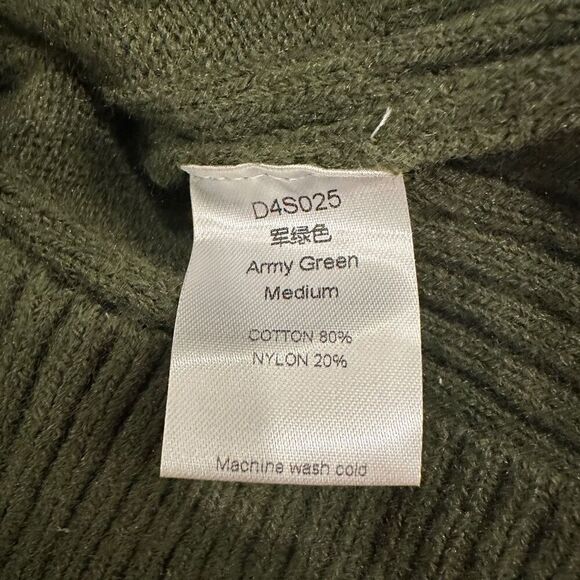 D4S025
军绿色
Army Green
Medium
COTTON 80%
NYLON 20%
Machine wash cold